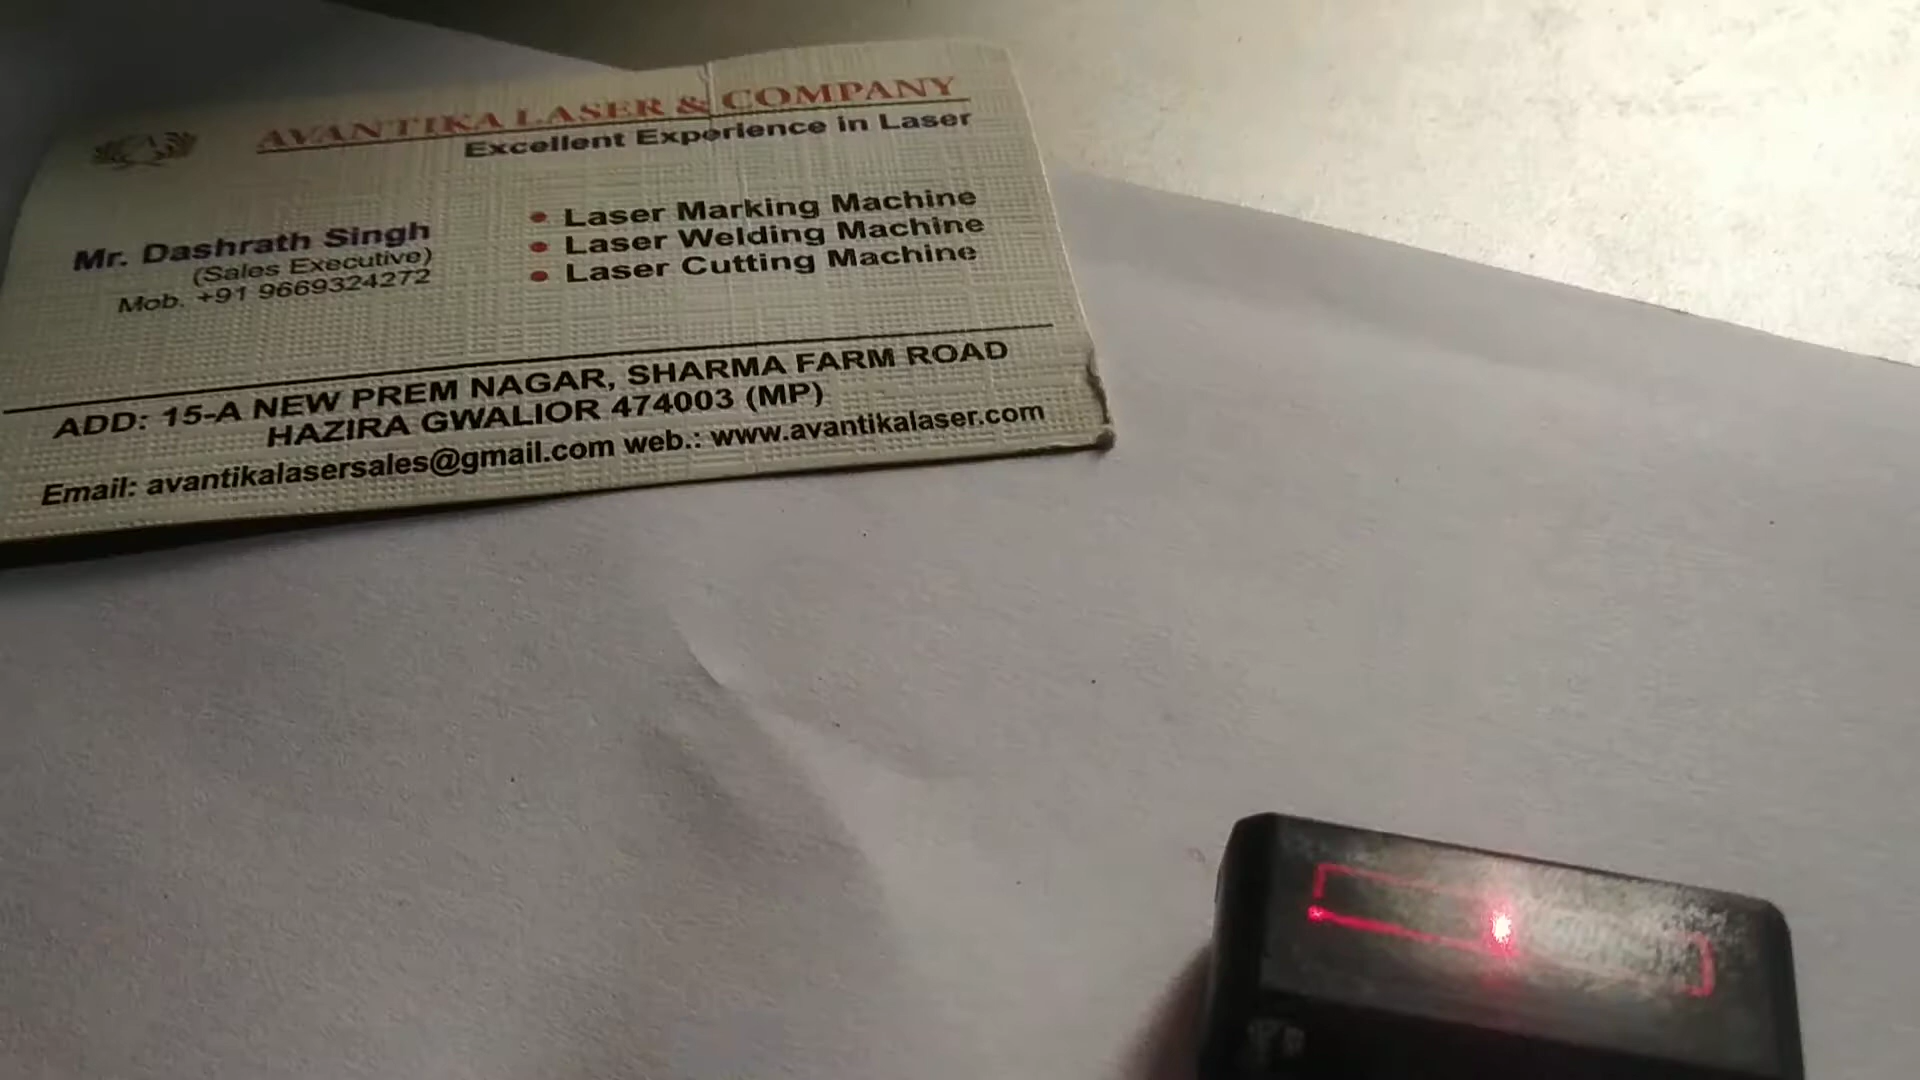 AVANTIKA LASER & COMPANY
Excellent Experience in Laser
Mr. Dashrath Singh
(Sales Executive)
Mob. +91 9669324272
• Laser Marking Machine
• Laser Welding Machine
• Laser Cutting Machine
ADD: 15-A NEW PREM NAGAR, SHARMA FARM ROAD
HAZIRA GWALIOR 474003 (MP)
Email: avantikalasersales@gmail.com web.: www.avantikalaser.com